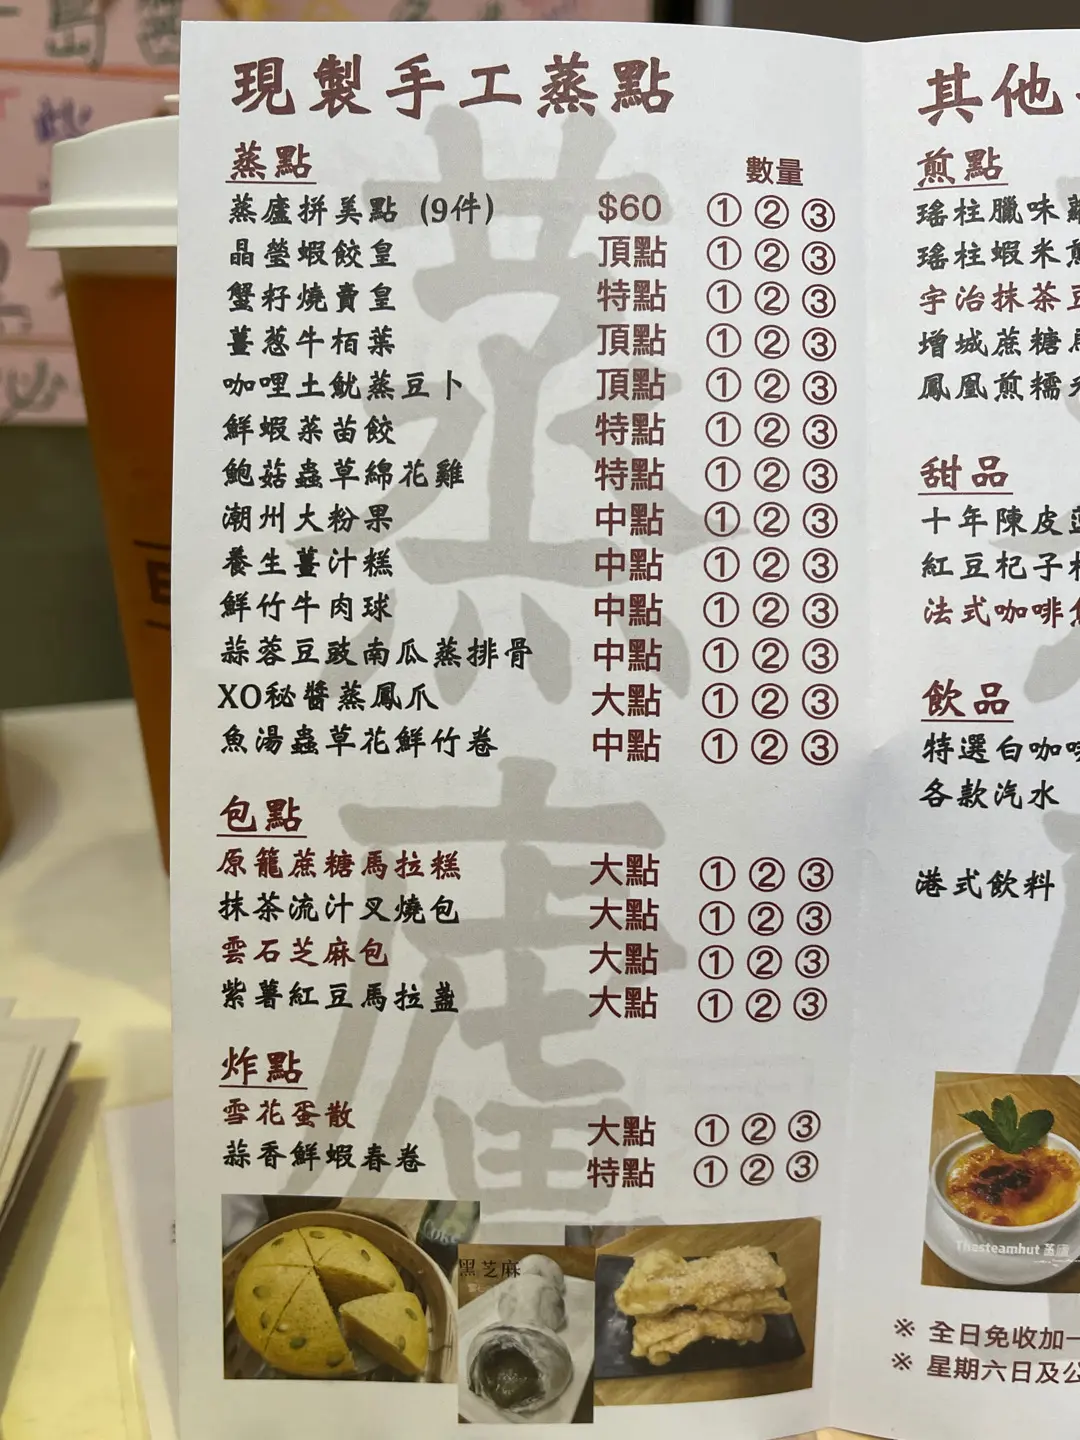 現製手工蒸點
蒸點
數量
蒸廬拼美點 (9件) $60 ① ② ③
晶瑩蝦餃皇 頂點 ① ② ③
蟹籽燒賣皇 特點 ① ② ③
薑葱牛栢葉 頂點 ① ② ③
咖哩土魷蒸豆卜 頂點 ① ② ③
鮮蝦菜苗餃 特點 ① ② ③
鮑菇蟲草綿花雞 特點 ① ② ③
潮州大粉果 中點 ① ② ③
養生薑汁糕 中點 ① ② ③
鮮竹牛肉球 中點 ① ② ③
蒜蓉豆豉南瓜蒸排骨 中點 ① ② ③
XO秘醬蒸鳳爪 大點 ① ② ③
魚湯蟲草花鮮竹卷 中點 ① ② ③
包點
原籠蔗糖馬拉糕 大點 ① ② ③
抹茶流汁叉燒包 大點 ① ② ③
雲石芝麻包 大點 ① ② ③
紫薯紅豆馬拉盞 大點 ① ② ③
炸點
雪花蛋散 大點 ① ② ③
蒜香鮮蝦春卷 特點 ① ② ③
黑芝麻
蒸廬
其他
煎點
瑤柱臘味
瑤柱蝦米煎
宇治抹茶豆
增城蔗糖馬
鳳凰煎糯米
甜品
十年陳皮
紅豆杞子
法式咖啡
飲品
特選白咖啡
各款汽水
港式飲料
Thesteamhut 蒸廬
※ 全日免收加一
※ 星期六日及公